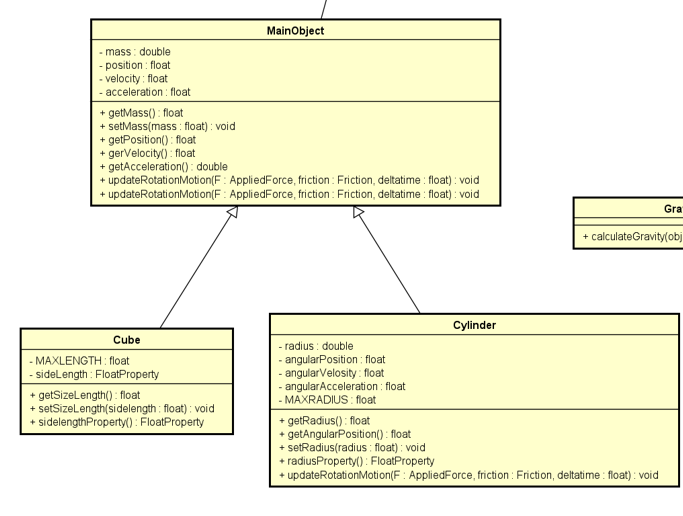 MainObject
- mass : double
- position : float
- velocity : float
- acceleration : float
+ getMass() : float
+ setMass(mass : float) : void
+ getPosition() : float
+ gerVelocity() : float
+ getAcceleration() : double
+ updateRotationMotion(F : AppliedForce, friction : Friction, deltatime : float) : void
+ updateRotationMotion(F : AppliedForce, friction : Friction, deltatime : float) : void
Gra
+ calculateGravity(obj
Cube
- MAXLENGTH : float
- sideLength : FloatProperty
+ getSizeLength() : float
+ setSizeLength(sidelength : float) : void
+ sidelengthProperty() : FloatProperty
Cylinder
- radius : double
- angularPosition : float
- angularVelosity : float
- angularAcceleration : float
- MAXRADIUS : float
+ getRadius() : float
+ getAngularPosition() : float
+ setRadius(radius : float) : void
+ radiusProperty() : FloatProperty
+ updateRotationMotion(F : AppliedForce, friction : Friction, deltatime : float) : void